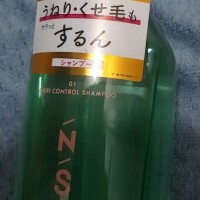 うねり・くせ毛も
サラっと
するん
シャンプー
01
CONTROL SHAMPOO
\N\S